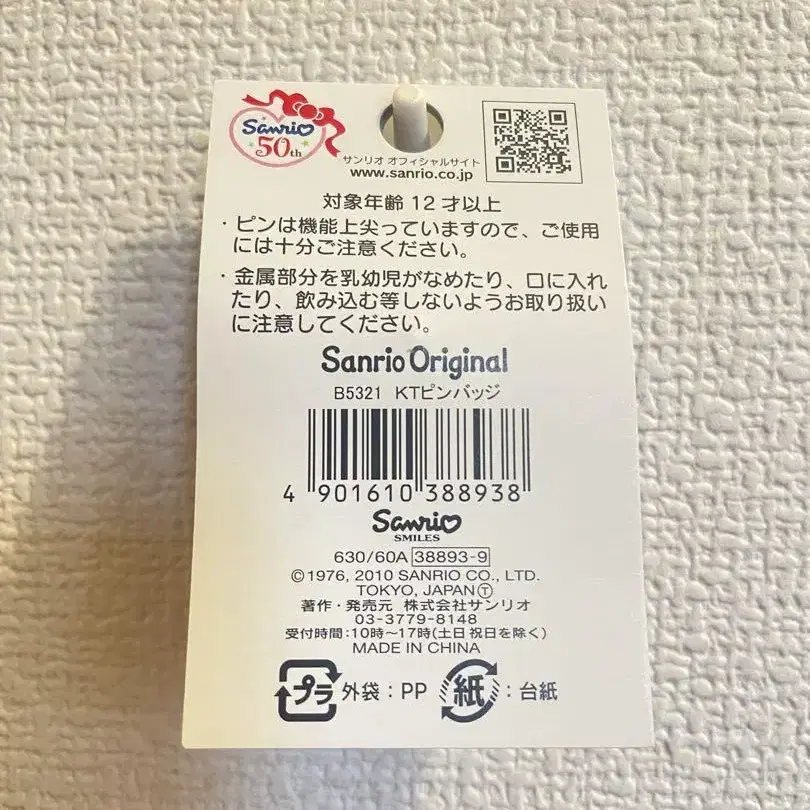 Sanrio
50th
サンリオ オフィシャルサイト
www.sanrio.co.jp
対象年齢 12 才以上
・ピンは機能上尖っていますので、ご使用
には十分ご注意ください。
・金属部分を乳幼児がなめたり、口に入れ
たり、飲み込む等しないようお取り扱い
に注意してください。
Sanrio Original
B5321 KTピンバッジ
4 901610 388938
Sanrio
SMILES
630/60A 38893-9
©1976, 2010 SANRIO CO., LTD.
TOKYO, JAPAN Ⓣ
著作・発売元 株式会社サンリオ
03-3779-8148
受付時間:10時〜17時(土日祝日を除く)
MADE IN CHINA
プラ 外袋:PP 紙:台紙